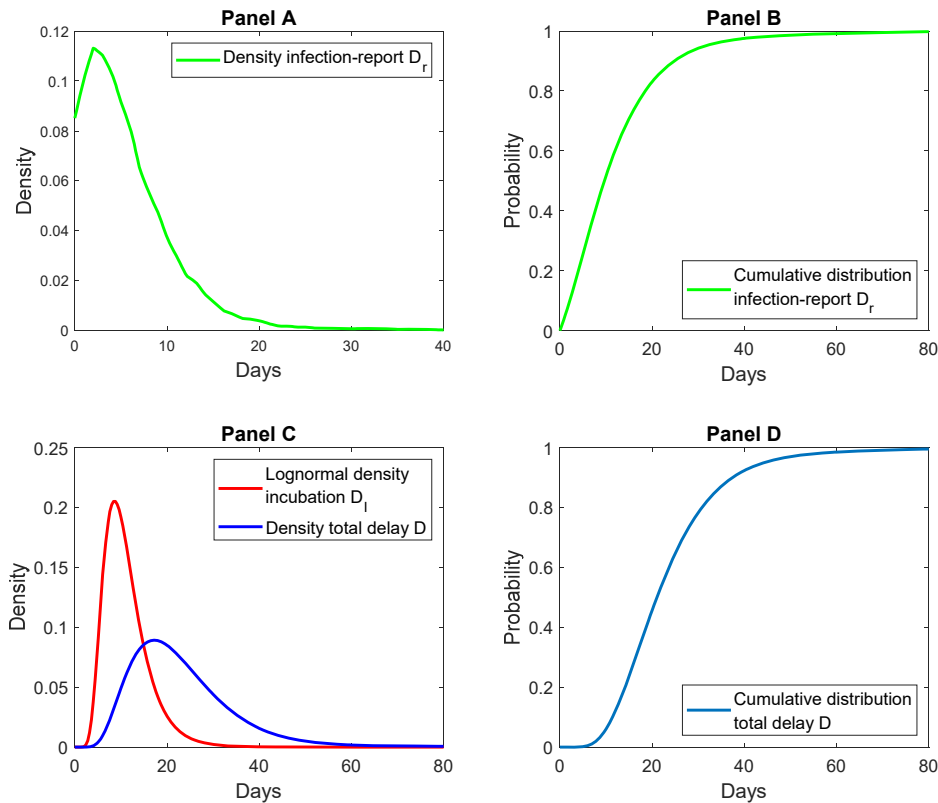 Panel A
0.12
0.1
0.08
0.06
0.04
0.02
0
Density
Density infection-report D_r
0
10
20
30
40
Days
Panel B
1
0.8
0.6
0.4
0.2
0
Probability
Cumulative distribution
infection-report D_r
0
20
40
60
80
Days
Panel C
0.25
0.2
0.15
0.1
0.05
0
Density
Lognormal density
incubation D_I
Density total delay D
0
20
40
60
80
Days
Panel D
1
0.8
0.6
0.4
0.2
0
Probability
Cumulative distribution
total delay D
0
20
40
60
80
Days